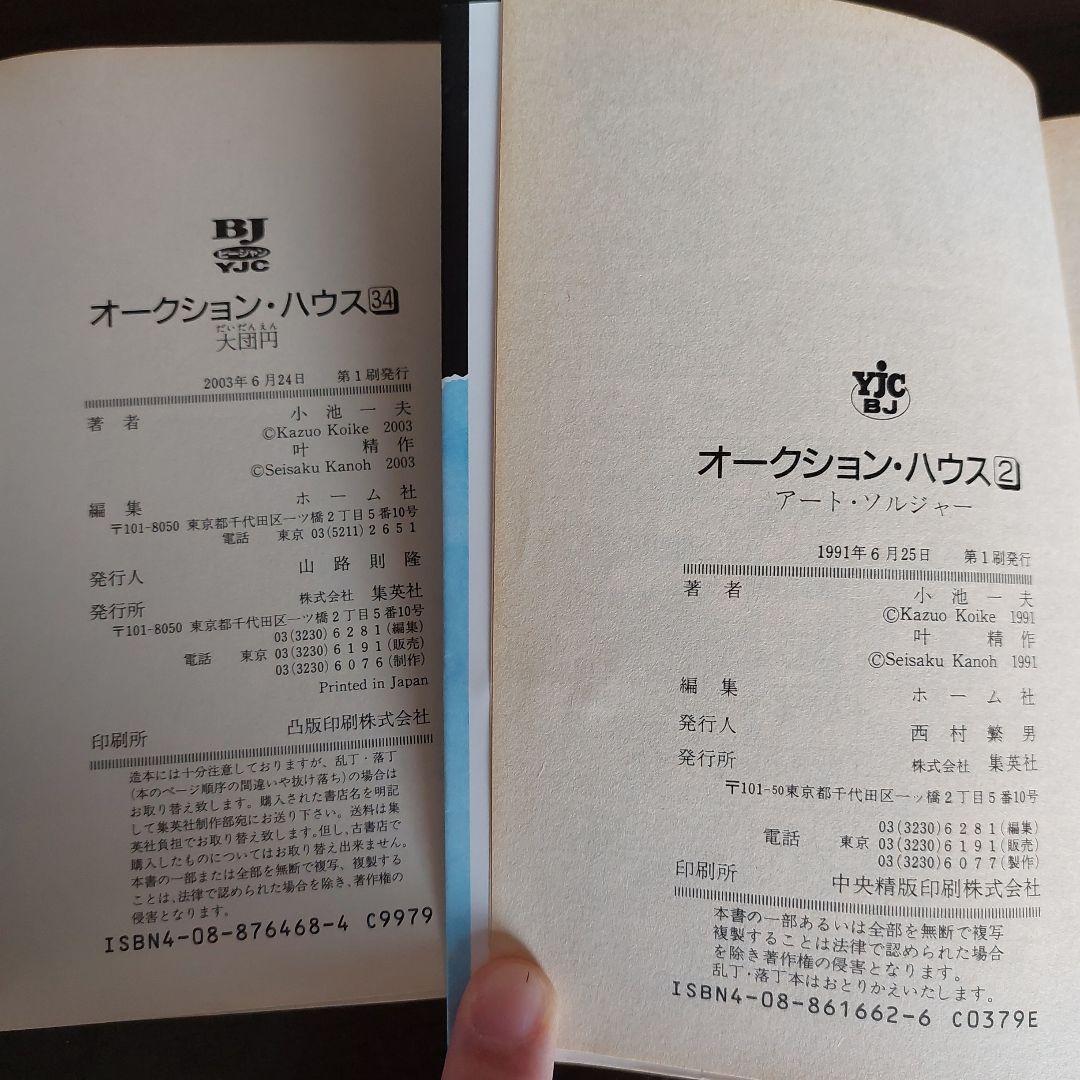 BJ
ビージャン
YJC
オークション・ハウス34
だいだんえん
大団円
2003年6月24日 第1刷発行
著者 小池一夫
©Kazuo Koike 2003
叶 精作
©Seisaku Kanoh 2003
編集 ホーム社
〒101-8050 東京都千代田区一ツ橋2丁目5番10号
電話 東京 03(5211)2651
発行人 山路則隆
発行所 株式会社 集英社
〒101-8050 東京都千代田区一ツ橋2丁目5番10号
03(3230)6281(編集)
電話 東京 03(3230)6191(販売)
03(3230)6076(制作)
Printed in Japan
印刷所 凸版印刷株式会社
造本には十分注意しておりますが、乱丁・落丁
(本のページ順序の間違いや抜け落ち)の場合は
お取り替え致します。購入された書店名を明記
して集英社制作部宛にお送り下さい。送料は集
英社負担でお取り替え致します。但し、古書店で
購入したものについてはお取り替え出来ません。
本書の一部または全部を無断で複写、複製する
ことは、法律で認められた場合を除き、著作権の
侵害となります。
ISBN4-08-876468-4 C9979
YJC
BJ
オークション・ハウス2
アート・ソルジャー
1991年6月25日 第1刷発行
著者 小池一夫
©Kazuo Koike 1991
叶 精作
©Seisaku Kanoh 1991
編集 ホーム社
発行人 西村繁男
発行所 株式会社 集英社
〒101-50東京都千代田区一ッ橋2丁目5番10号
03(3230)6281(編集)
電話 東京 03(3230)6191(販売)
03(3230)6077(製作)
印刷所 中央精版印刷株式会社
本書の一部あるいは全部を無断で複写
複製することは法律で認められた場合
を除き著作権の侵害となります。
乱丁・落丁本はおとりかえいたします。
ISBN4-08-861662-6 C0379E